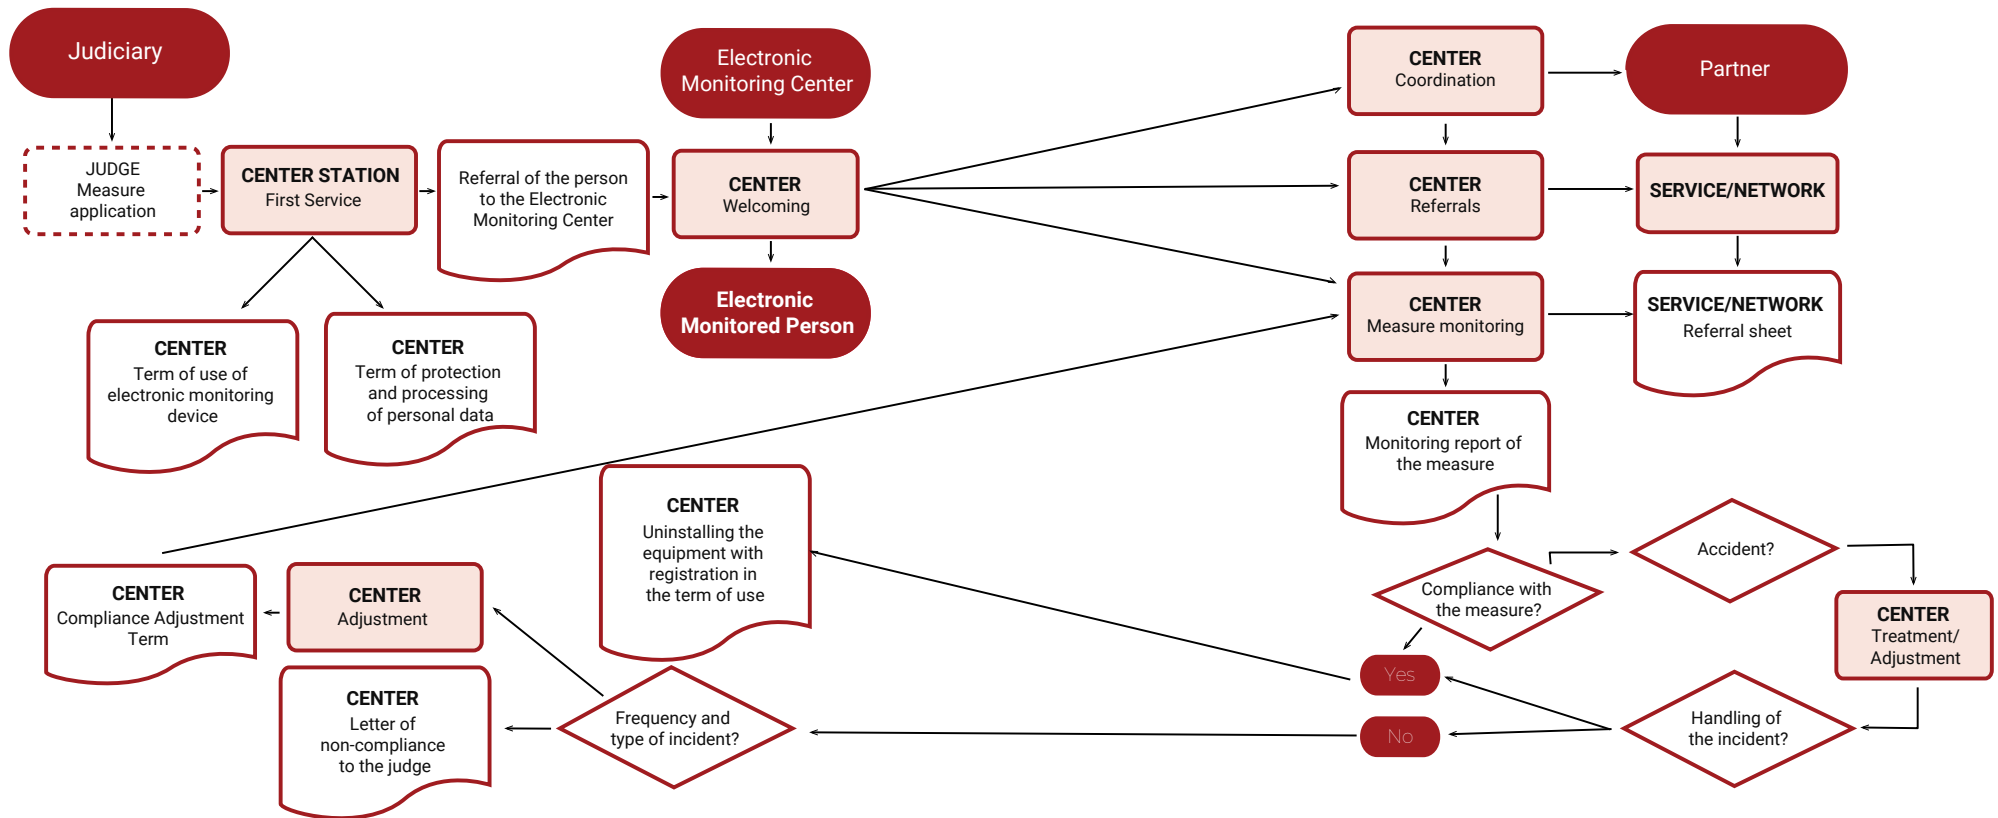 Judiciary
Electronic
Monitoring Center
CENTER
Coordination
Partner
JUDGE
Measure
application
CENTER STATION
First Service
Referral of the person
to the Electronic
Monitoring Center
CENTER
Welcoming
CENTER
Referrals
SERVICE/NETWORK
Electronic
Monitored Person
CENTER
Measure monitoring
SERVICE/NETWORK
Referral sheet
CENTER
Term of use of
electronic monitoring
device
CENTER
Term of protection
and processing
of personal data
CENTER
Monitoring report of
the measure
CENTER
Uninstalling the
equipment with
registration in
the term of use
Compliance with
the measure?
Accident?
CENTER
Compliance Adjustment
Term
CENTER
Adjustment
CENTER
Treatment/
Adjustment
Yes
CENTER
Letter of
non-compliance
to the judge
Frequency and
type of incident?
No
Handling of
the incident?